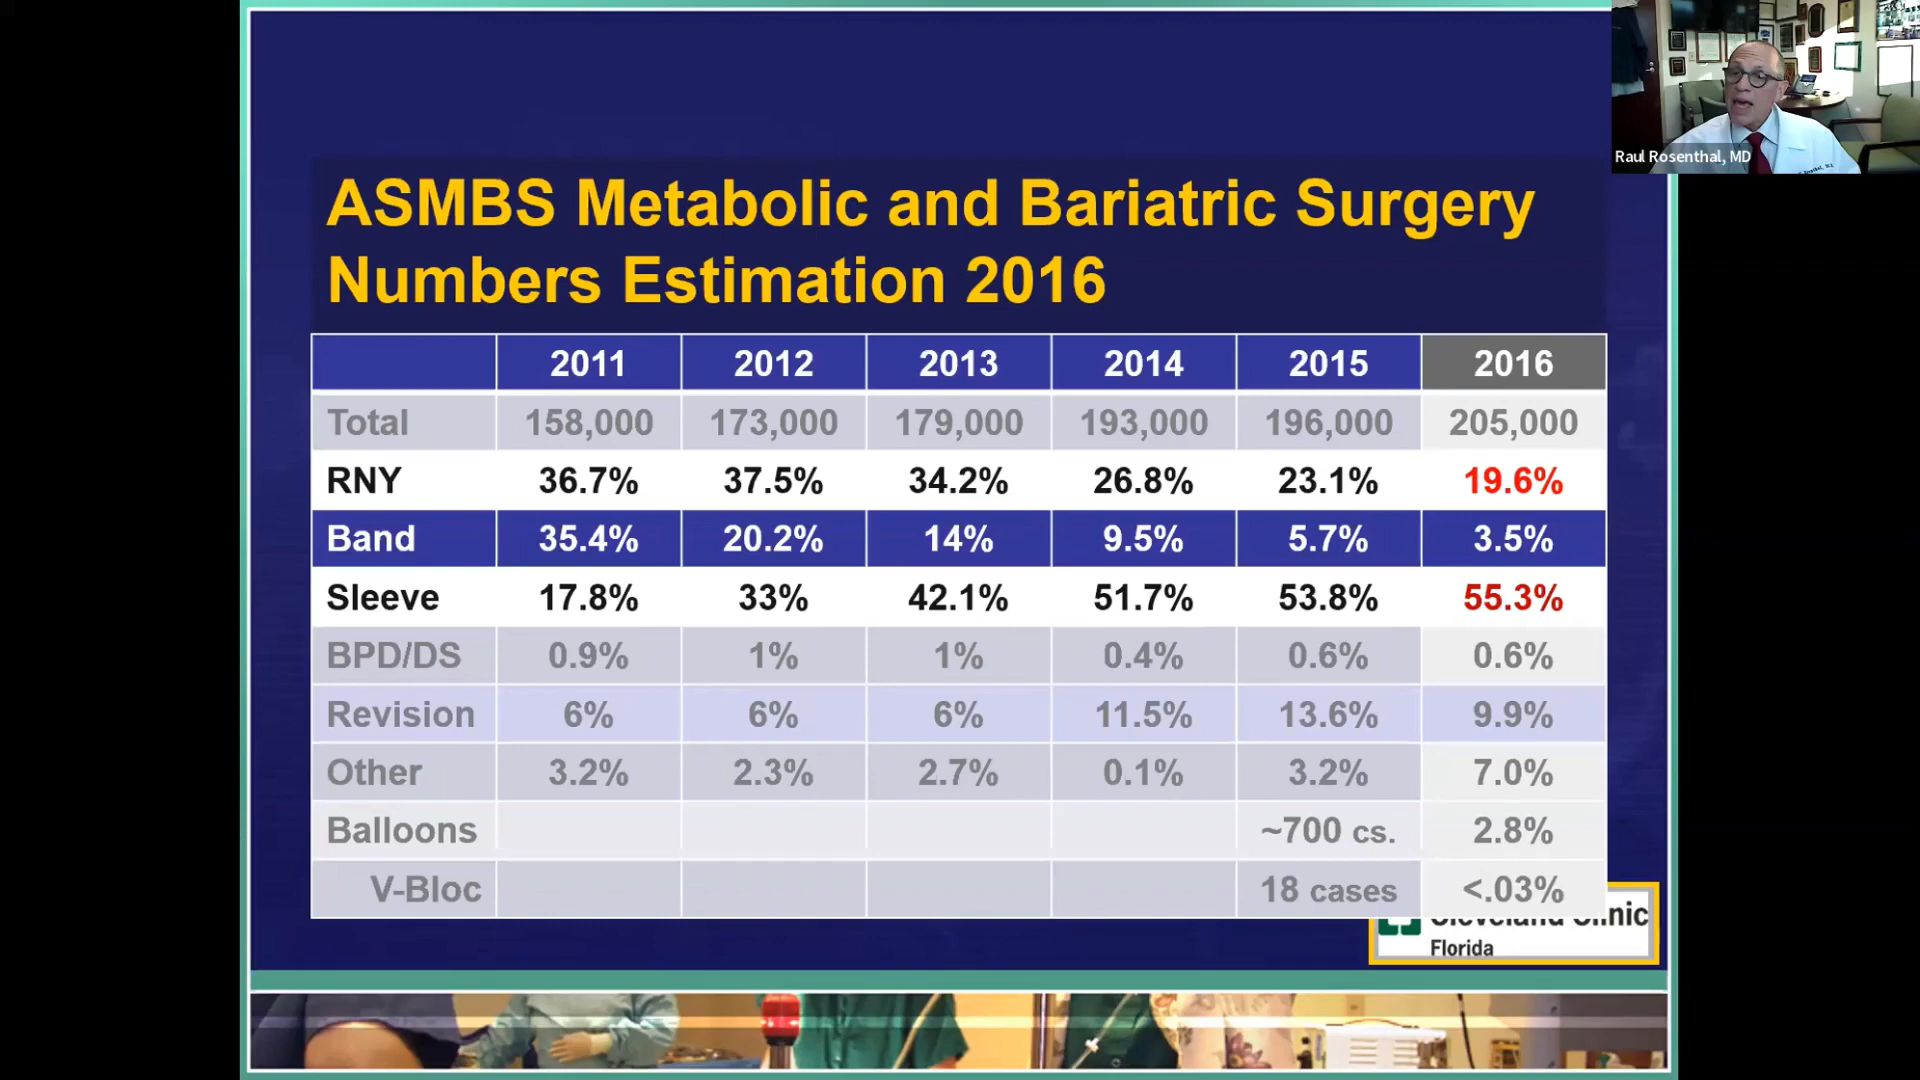 Raul Rosenthal, MD
ASMBS Metabolic and Bariatric Surgery
Numbers Estimation 2016
2011 2012 2013 2014 2015 2016
Total 158,000 173,000 179,000 193,000 196,000 205,000
RNY 36.7% 37.5% 34.2% 26.8% 23.1% 19.6%
Band 35.4% 20.2% 14% 9.5% 5.7% 3.5%
Sleeve 17.8% 33% 42.1% 51.7% 53.8% 55.3%
BPD/DS 0.9% 1% 1% 0.4% 0.6% 0.6%
Revision 6% 6% 6% 11.5% 13.6% 9.9%
Other 3.2% 2.3% 2.7% 0.1% 3.2% 7.0%
Balloons ~700 cs. 2.8%
V-Bloc 18 cases <.03%
Cleveland Clinic
Florida